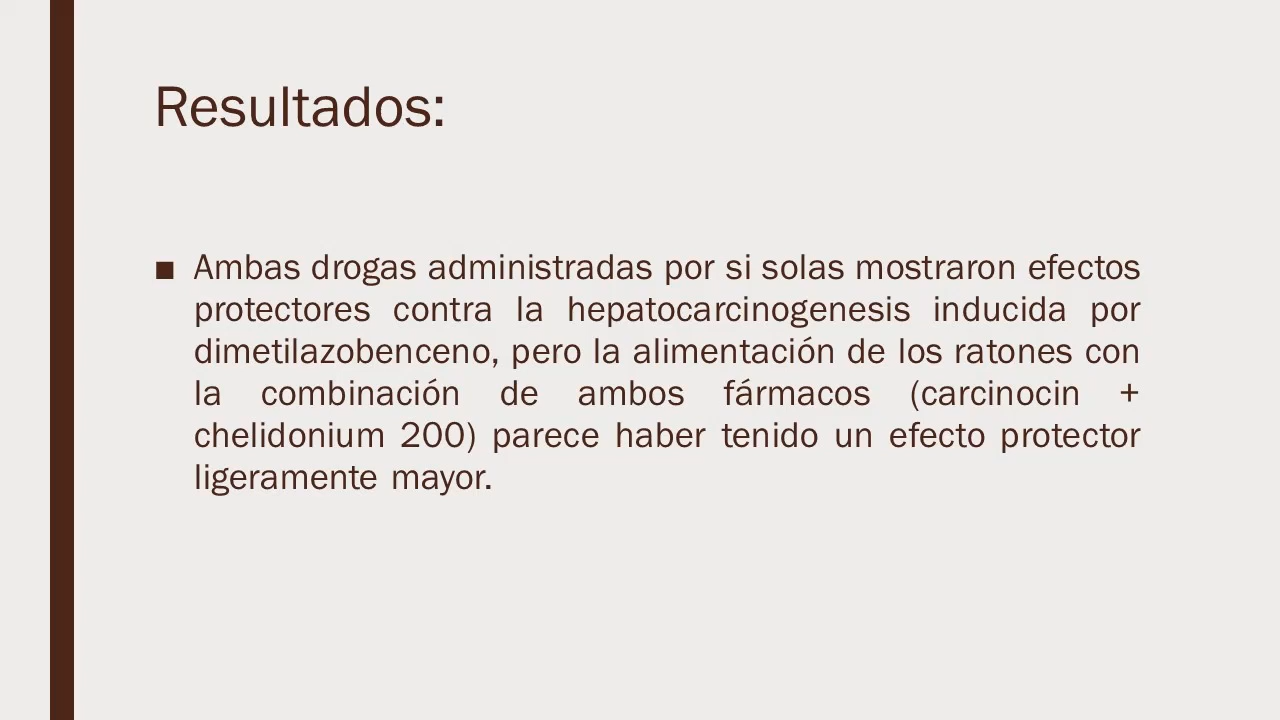 Resultados:
■ Ambas drogas administradas por si solas mostraron efectos
protectores contra la hepatocarcinogenesis inducida por
dimetilazobenceno, pero la alimentación de los ratones con
la combinación de ambos fármacos (carcinocin +
chelidonium 200) parece haber tenido un efecto protector
ligeramente mayor.